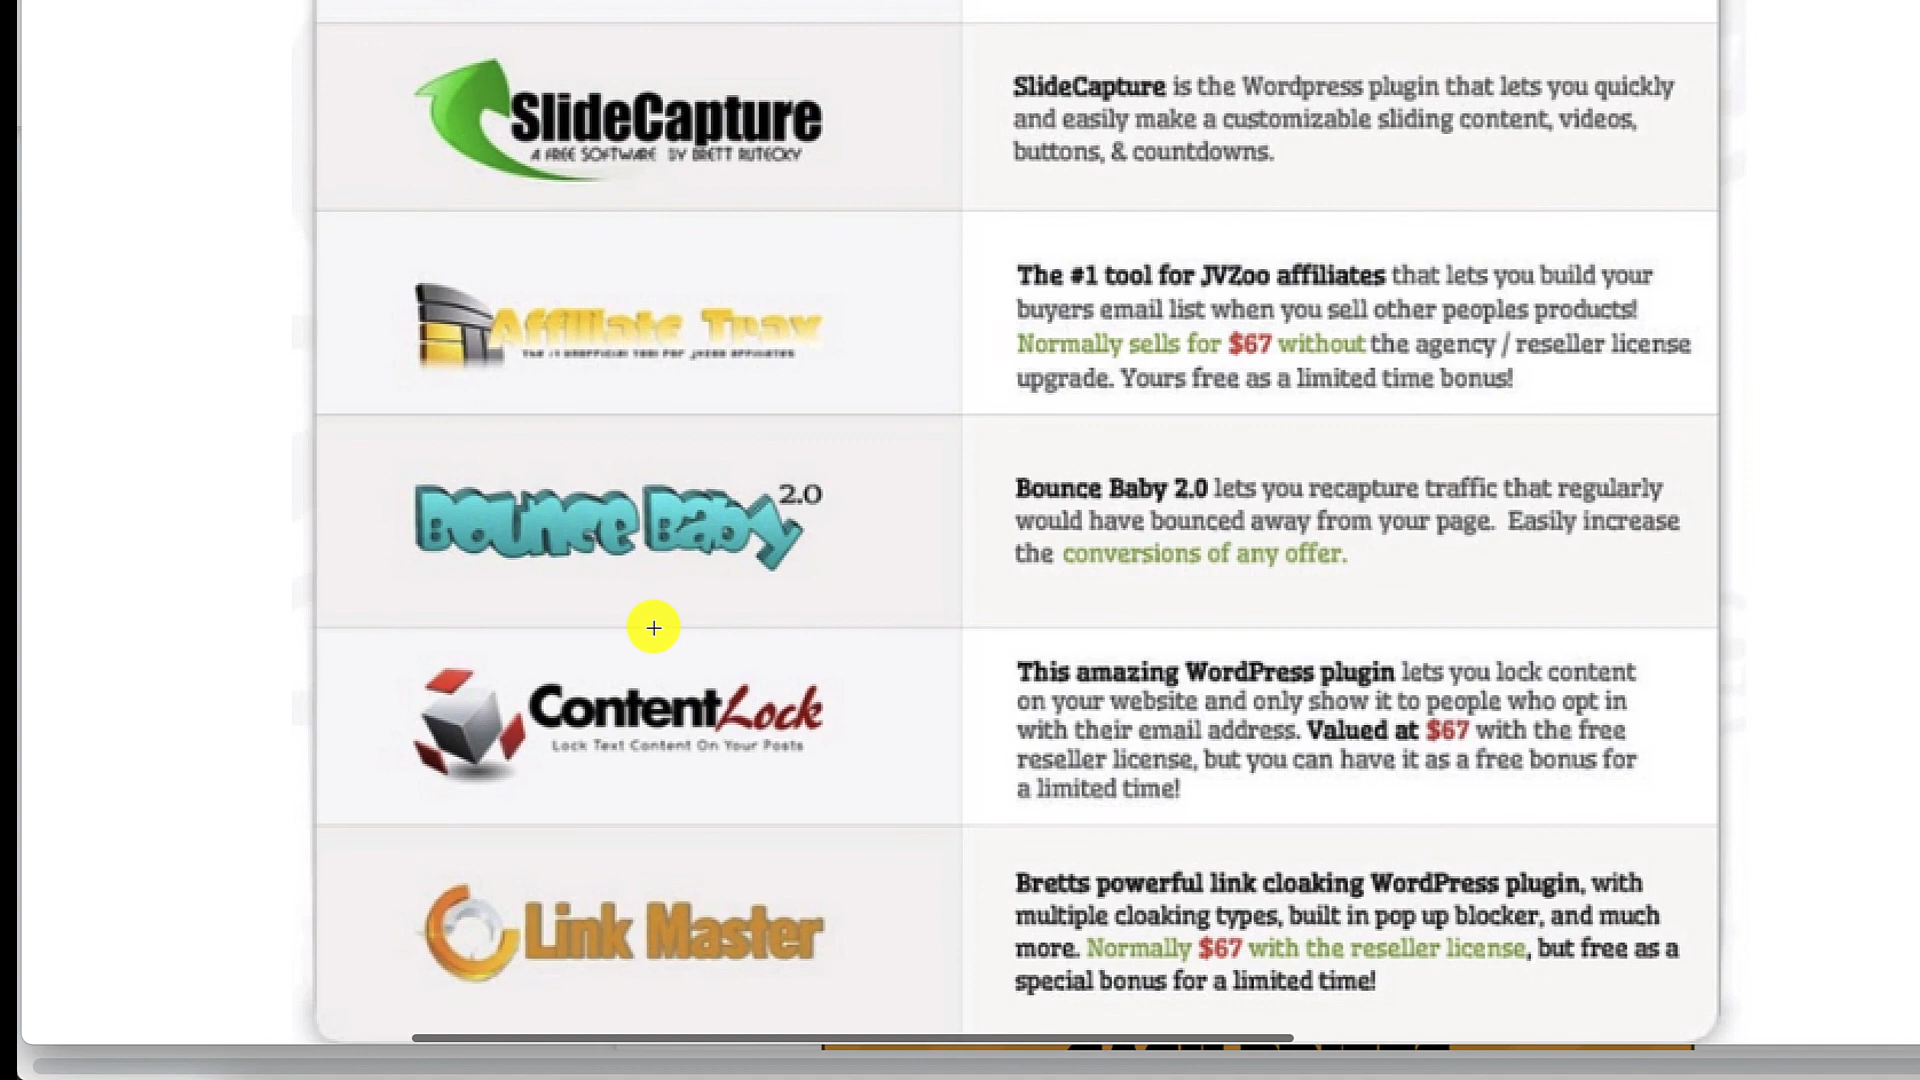 SlideCapture
A FREE SOFTWARE BY BRETT RUTECKY
SlideCapture is the Wordpress plugin that lets you quickly
and easily make a customizable sliding content, videos,
buttons, & countdowns.
Affiliate Trax
THE #1 UNOFFICIAL TOOL FOR JVZOO AFFILIATES
The #1 tool for JVZoo affiliates that lets you build your
buyers email list when you sell other peoples products!
Normally sells for $67 without the agency / reseller license
upgrade. Yours free as a limited time bonus!
Bounce Baby 2.0
Bounce Baby 2.0 lets you recapture traffic that regularly
would have bounced away from your page. Easily increase
the conversions of any offer.
ContentLock
Lock Text Content On Your Posts
This amazing WordPress plugin lets you lock content
on your website and only show it to people who opt in
with their email address. Valued at $67 with the free
reseller license, but you can have it as a free bonus for
a limited time!
Link Master
Bretts powerful link cloaking WordPress plugin, with
multiple cloaking types, built in pop up blocker, and much
more. Normally $67 with the reseller license, but free as a
special bonus for a limited time!